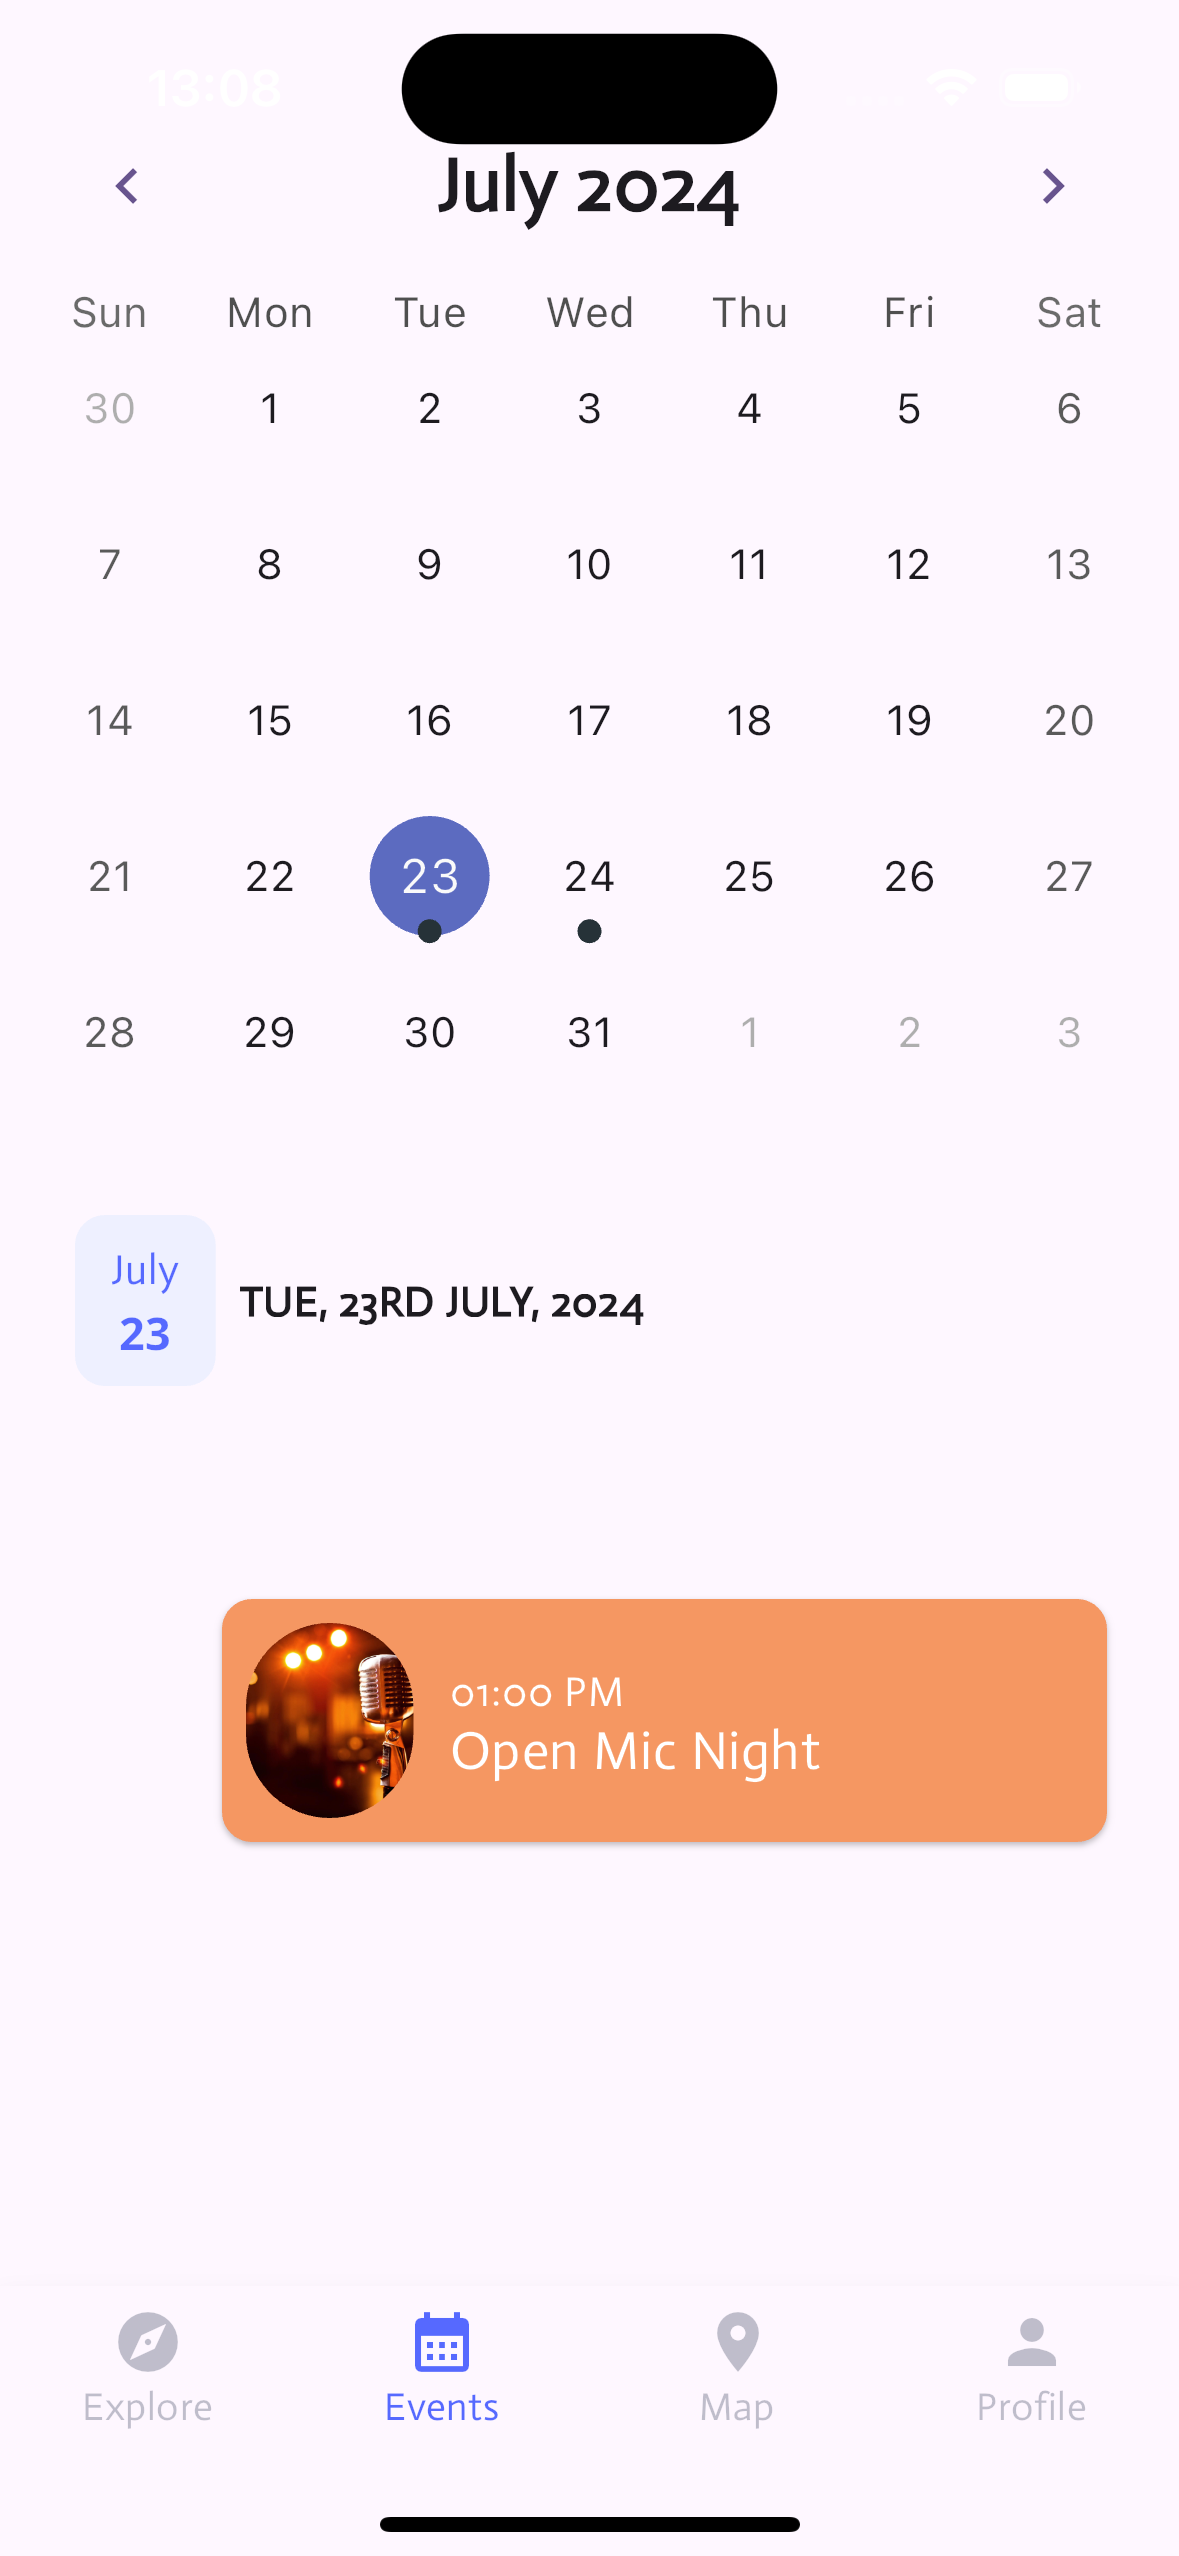 13:08
July 2024
Sun Mon Tue Wed Thu Fri Sat
30 1 2 3 4 5 6
7 8 9 10 11 12 13
14 15 16 17 18 19 20
21 22 23 24 25 26 27
28 29 30 31 1 2 3
July
23
TUE, 23RD JULY, 2024
01:00 PM
Open Mic Night
Explore Events Map Profile